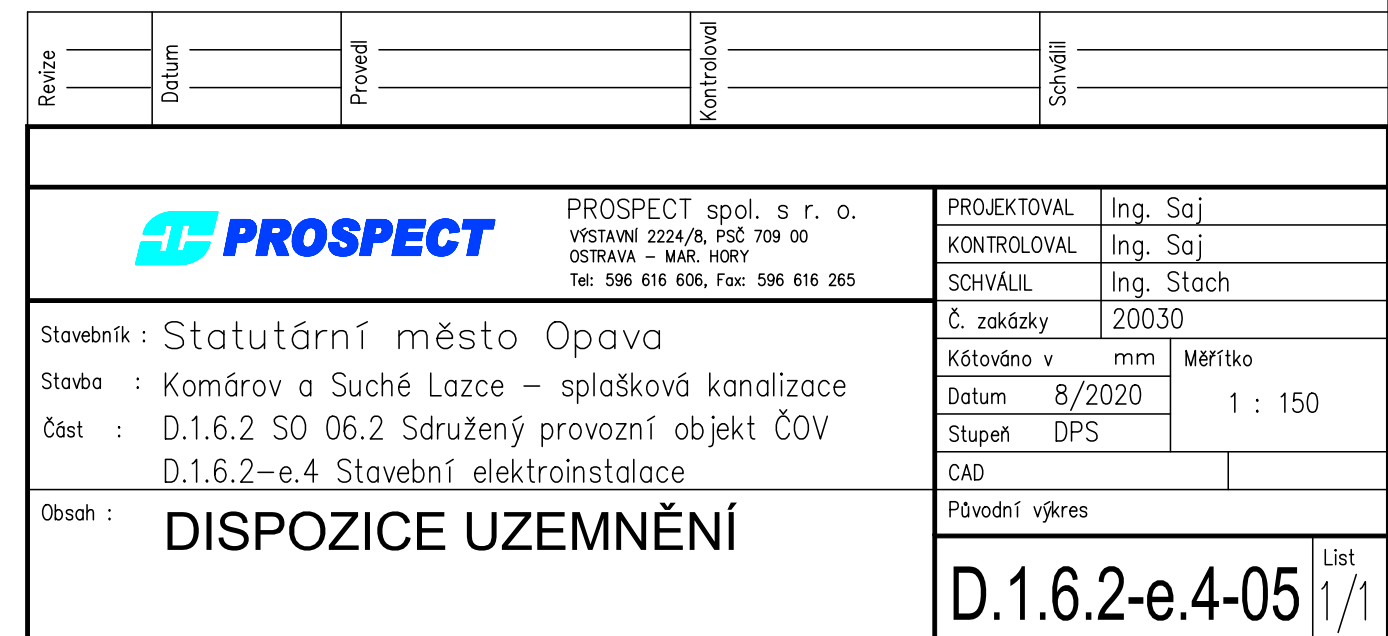 Revize
Datum
Provedl
Kontroloval
Schválil
PROSPECT
PROSPECT spol. s r. o.
VÝSTAVNÍ 2224/8, PSČ 709 00
OSTRAVA – MAR. HORY
Tel: 596 616 606, Fax: 596 616 265
PROJEKTOVAL Ing. Saj
KONTROLOVAL Ing. Saj
SCHVÁLIL Ing. Stach
Č. zakázky 20030
Kótováno v mm
Měřítko
1 : 150
Datum 8/2020
Stupeň DPS
CAD
Původní výkres
Stavebník : Statutární město Opava
Stavba : Komárov a Suché Lazce – splašková kanalizace
Část : D.1.6.2 SO 06.2 Sdružený provozní objekt ČOV
D.1.6.2–e.4 Stavební elektroinstalace
Obsah : DISPOZICE UZEMNĚNÍ
D.1.6.2-e.4-05
List
1/1